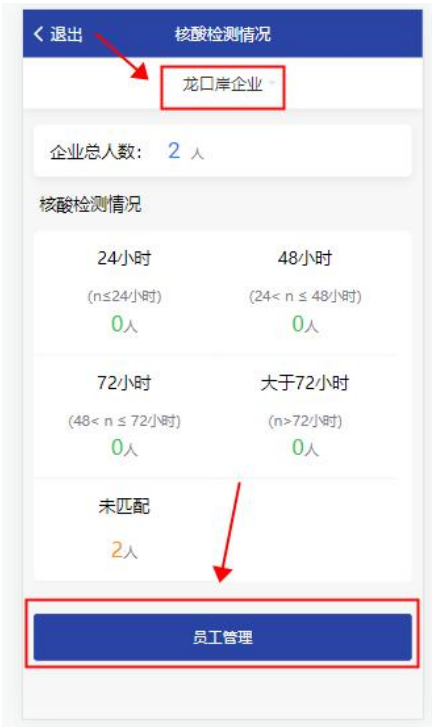 退出 核酸检测情况
龙口岸企业
企业总人数： 2 人
核酸检测情况
24小时 48小时
(n≤24小时) (24< n ≤ 48小时)
0人 0人
72小时 大于72小时
(48< n ≤ 72小时) (n>72小时)
0人 0人
未匹配
2人
员工管理